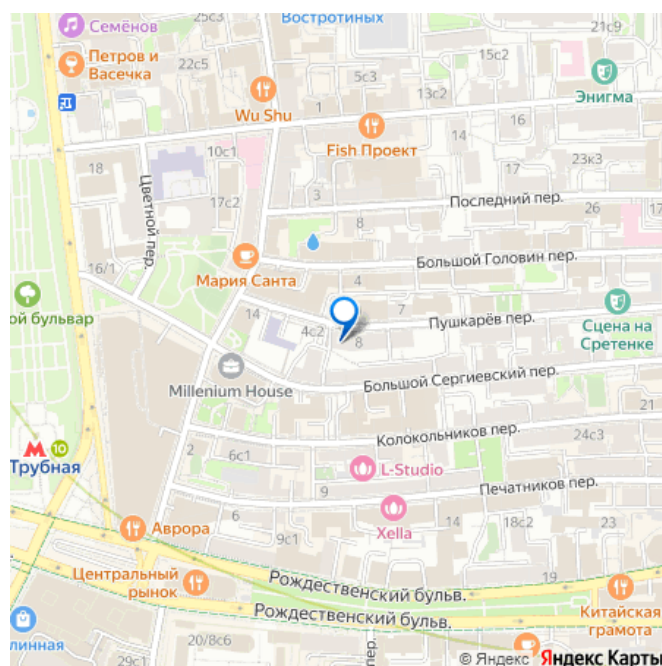 25с3
Востротиных
21с9
Семёнов
15с2
Петров и
Васечка
22с5
5с3
13с2
Энигма
1
Wu Shu
14
16
Fish Проект
10с1
18
17
23к3
Цветной пер.
17с2
3
Последний пер.
26
17
8
Большой Головин пер.
16/1
Мария Санта
4
ой бульвар
7
14
4с2
Пушкарёв пер.
Сцена на
Сретенке
8
Millenium House
Большой Сергиевский пер.
21
Колокольников пер.
2
6с1
24с3
М 10
Трубная
L-Studio
9
Печатников пер.
6
Аврора
Xella
14
18с2
23
9с1
Центральный
рынок
Рождественский бульв.
19
Рождественский бульв.
Китайская
грамота
линная
20/8с6
пер.
29с1
© Яндекс Яндекс Карты